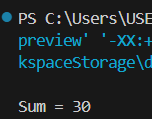 PS C:\Users\USE
preview' '-XX:+
kspaceStorage\d
Sum = 30